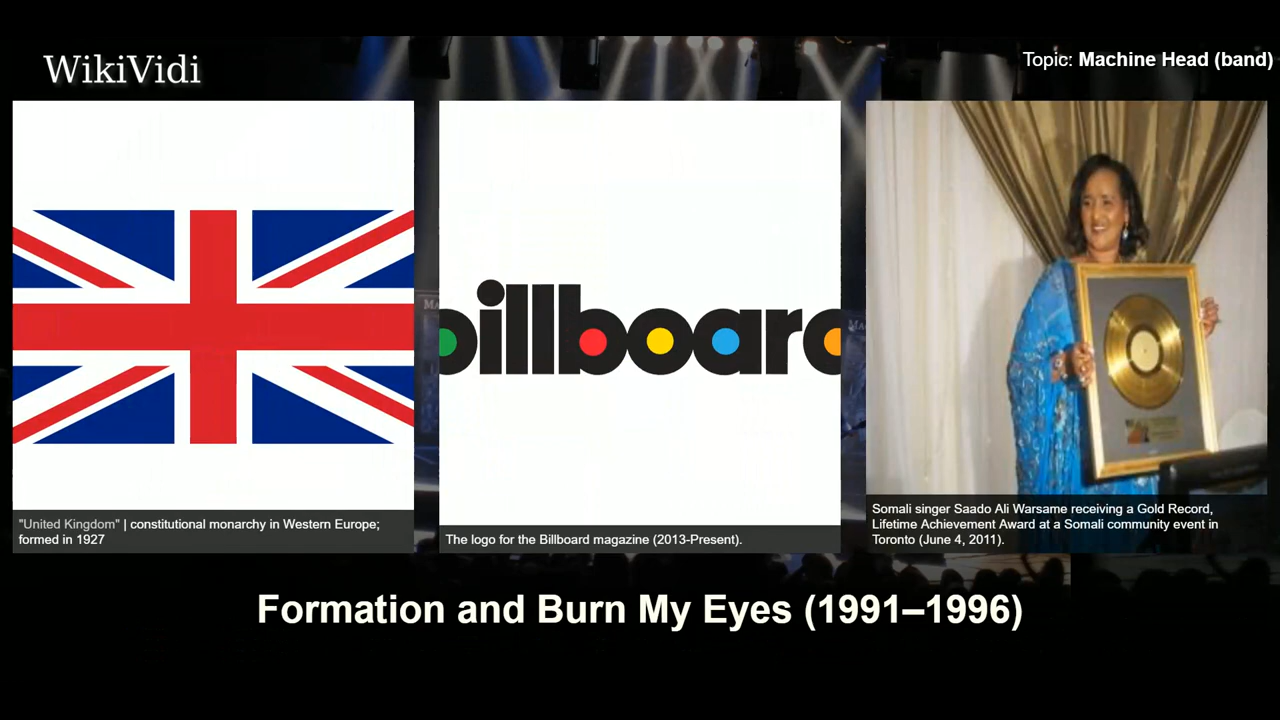 WikiVidi
Topic: Machine Head (band)
"United Kingdom" | constitutional monarchy in Western Europe;
formed in 1927
billboard
The logo for the Billboard magazine (2013-Present).
Somali singer Saado Ali Warsame receiving a Gold Record,
Lifetime Achievement Award at a Somali community event in
Toronto (June 4, 2011).
Formation and Burn My Eyes (1991–1996)